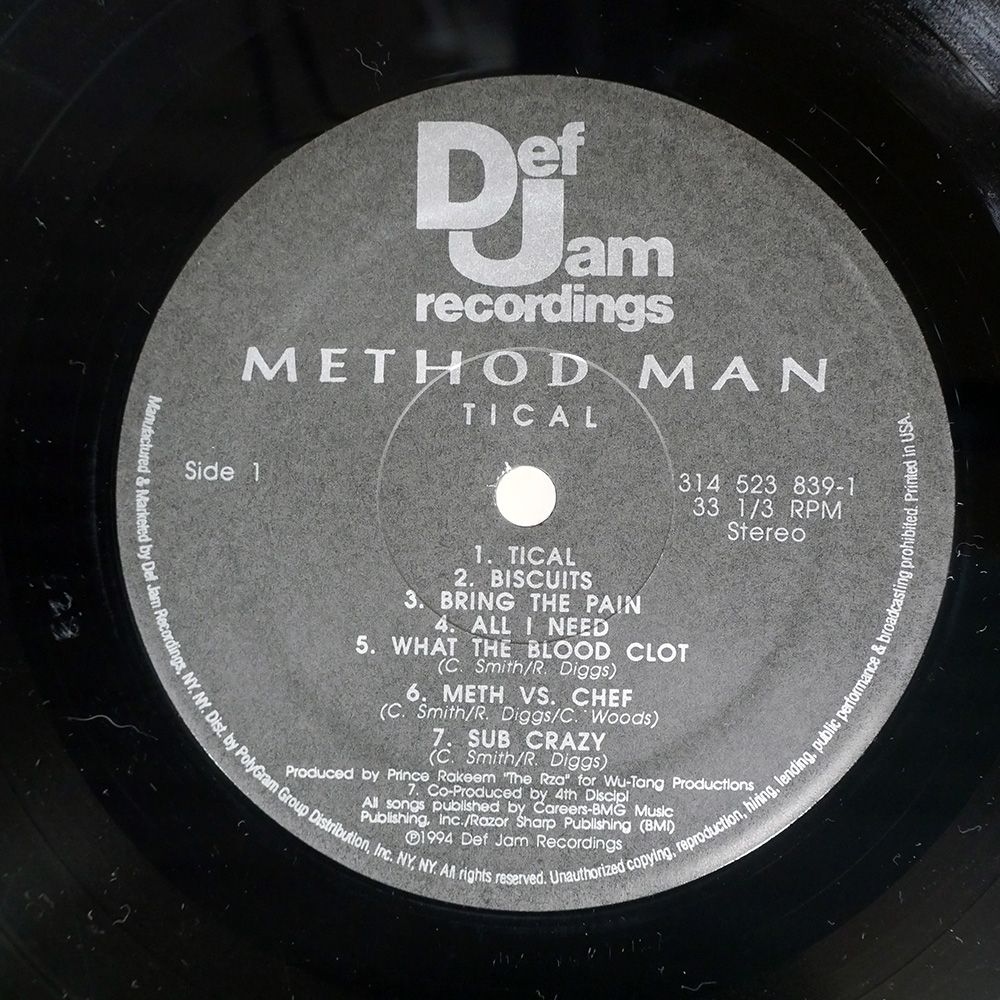 Def
Jam
recordings
METHOD MAN
TICAL
Side 1
314 523 839-1
33 1/3 RPM
Stereo
1. TICAL
2. BISCUITS
3. BRING THE PAIN
4. ALL I NEED
5. WHAT THE BLOOD CLOT
(C. Smith/R. Diggs)
6. METH VS. CHEF
(C. Smith/R. Diggs/C. Woods)
7. SUB CRAZY
(C. Smith/R. Diggs)
Produced by Prince Rakeem "The Rza" for Wu-Tang Productions
7. Co-Produced by 4th Discipl
All songs published by Careers-BMG Music
Publishing, Inc./Razor Sharp Publishing (BMI)
℗1994 Def Jam Recordings
Manufactured & Marketed by Def Jam Recordings, NY. NY. Dist. by PolyGram Group Distribution, Inc. NY, NY. All rights reserved. Unauthorized copying, reproduction, hiring, lending, public performance & broadcasting prohibited. Printed in USA.